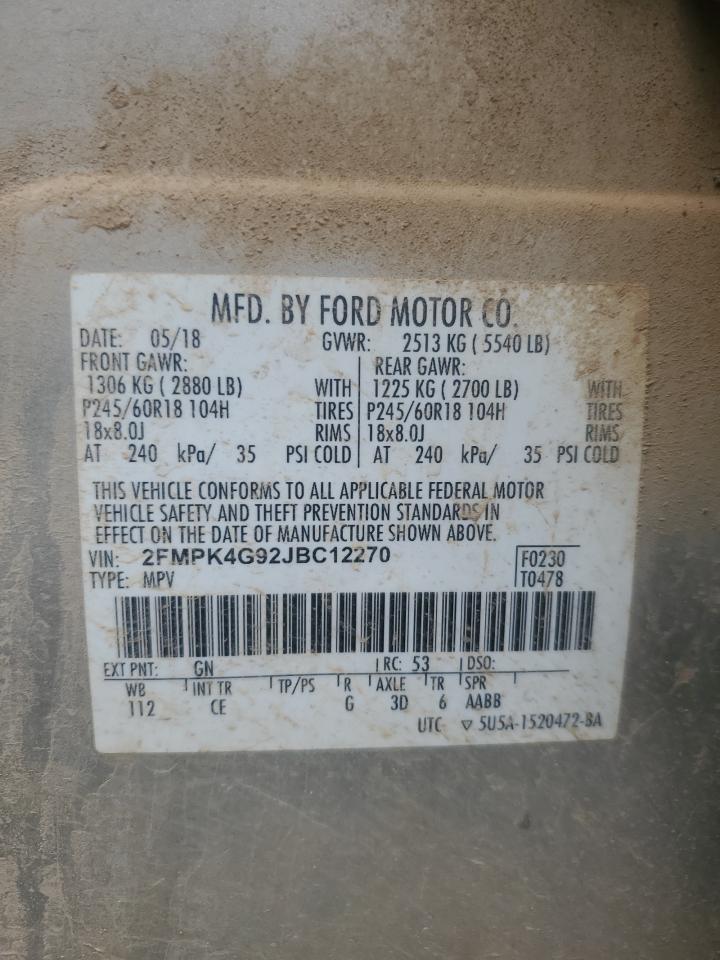 MFD. BY FORD MOTOR CO.
DATE: 05/18 GVWR: 2513 KG ( 5540 LB)
FRONT GAWR: REAR GAWR:
1306 KG ( 2880 LB) WITH 1225 KG ( 2700 LB) WITH
P245/60R18 104H TIRES P245/60R18 104H TIRES
18x8.0J RIMS 18x8.0J RIMS
AT 240 kPa/ 35 PSI COLD AT 240 kPa/ 35 PSI COLD
THIS VEHICLE CONFORMS TO ALL APPLICABLE FEDERAL MOTOR
VEHICLE SAFETY AND THEFT PREVENTION STANDARDS IN
EFFECT ON THE DATE OF MANUFACTURE SHOWN ABOVE.
VIN: 2FMPK4G92JBC12270 F0230
TYPE: MPV T0478
EXT PNT: GN RC: 53 DSO:
WB INT TR TP/PS R AXLE TR SPR
112 CE G 3D 6 AABB
UTC ▽ 5U5A-1520472-BA